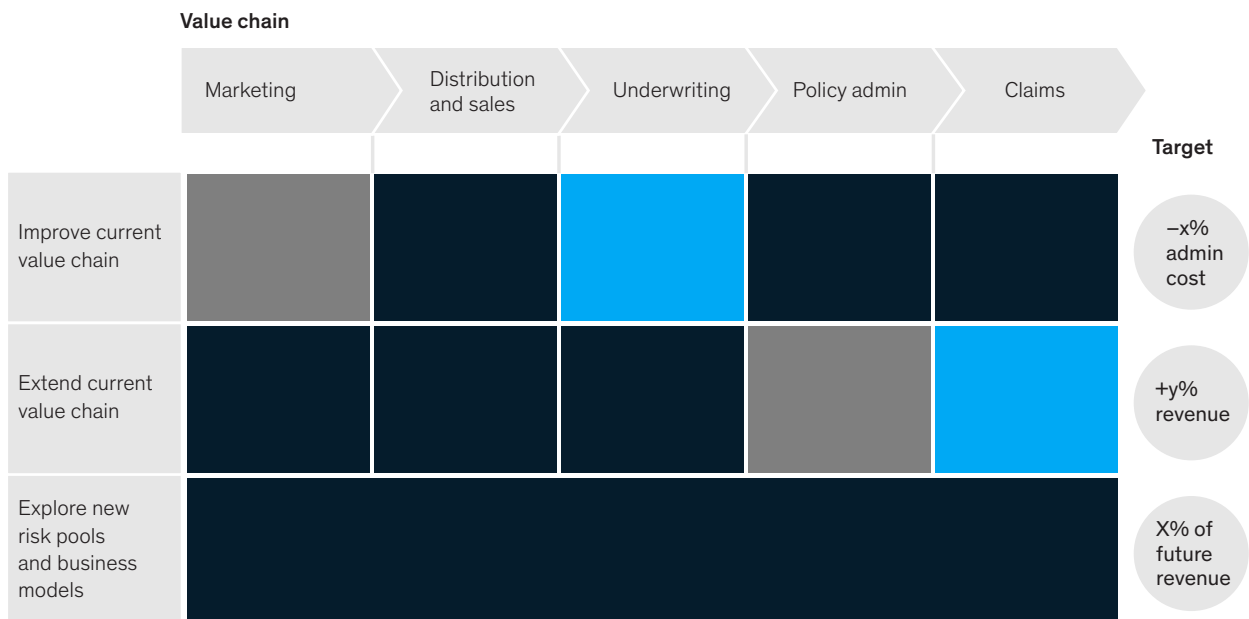 Value chain
Marketing
Distribution
and sales
Underwriting
Policy admin
Claims
Target
Improve current
value chain
–x%
admin
cost
Extend current
value chain
+y%
revenue
Explore new
risk pools
and business
models
X% of
future
revenue